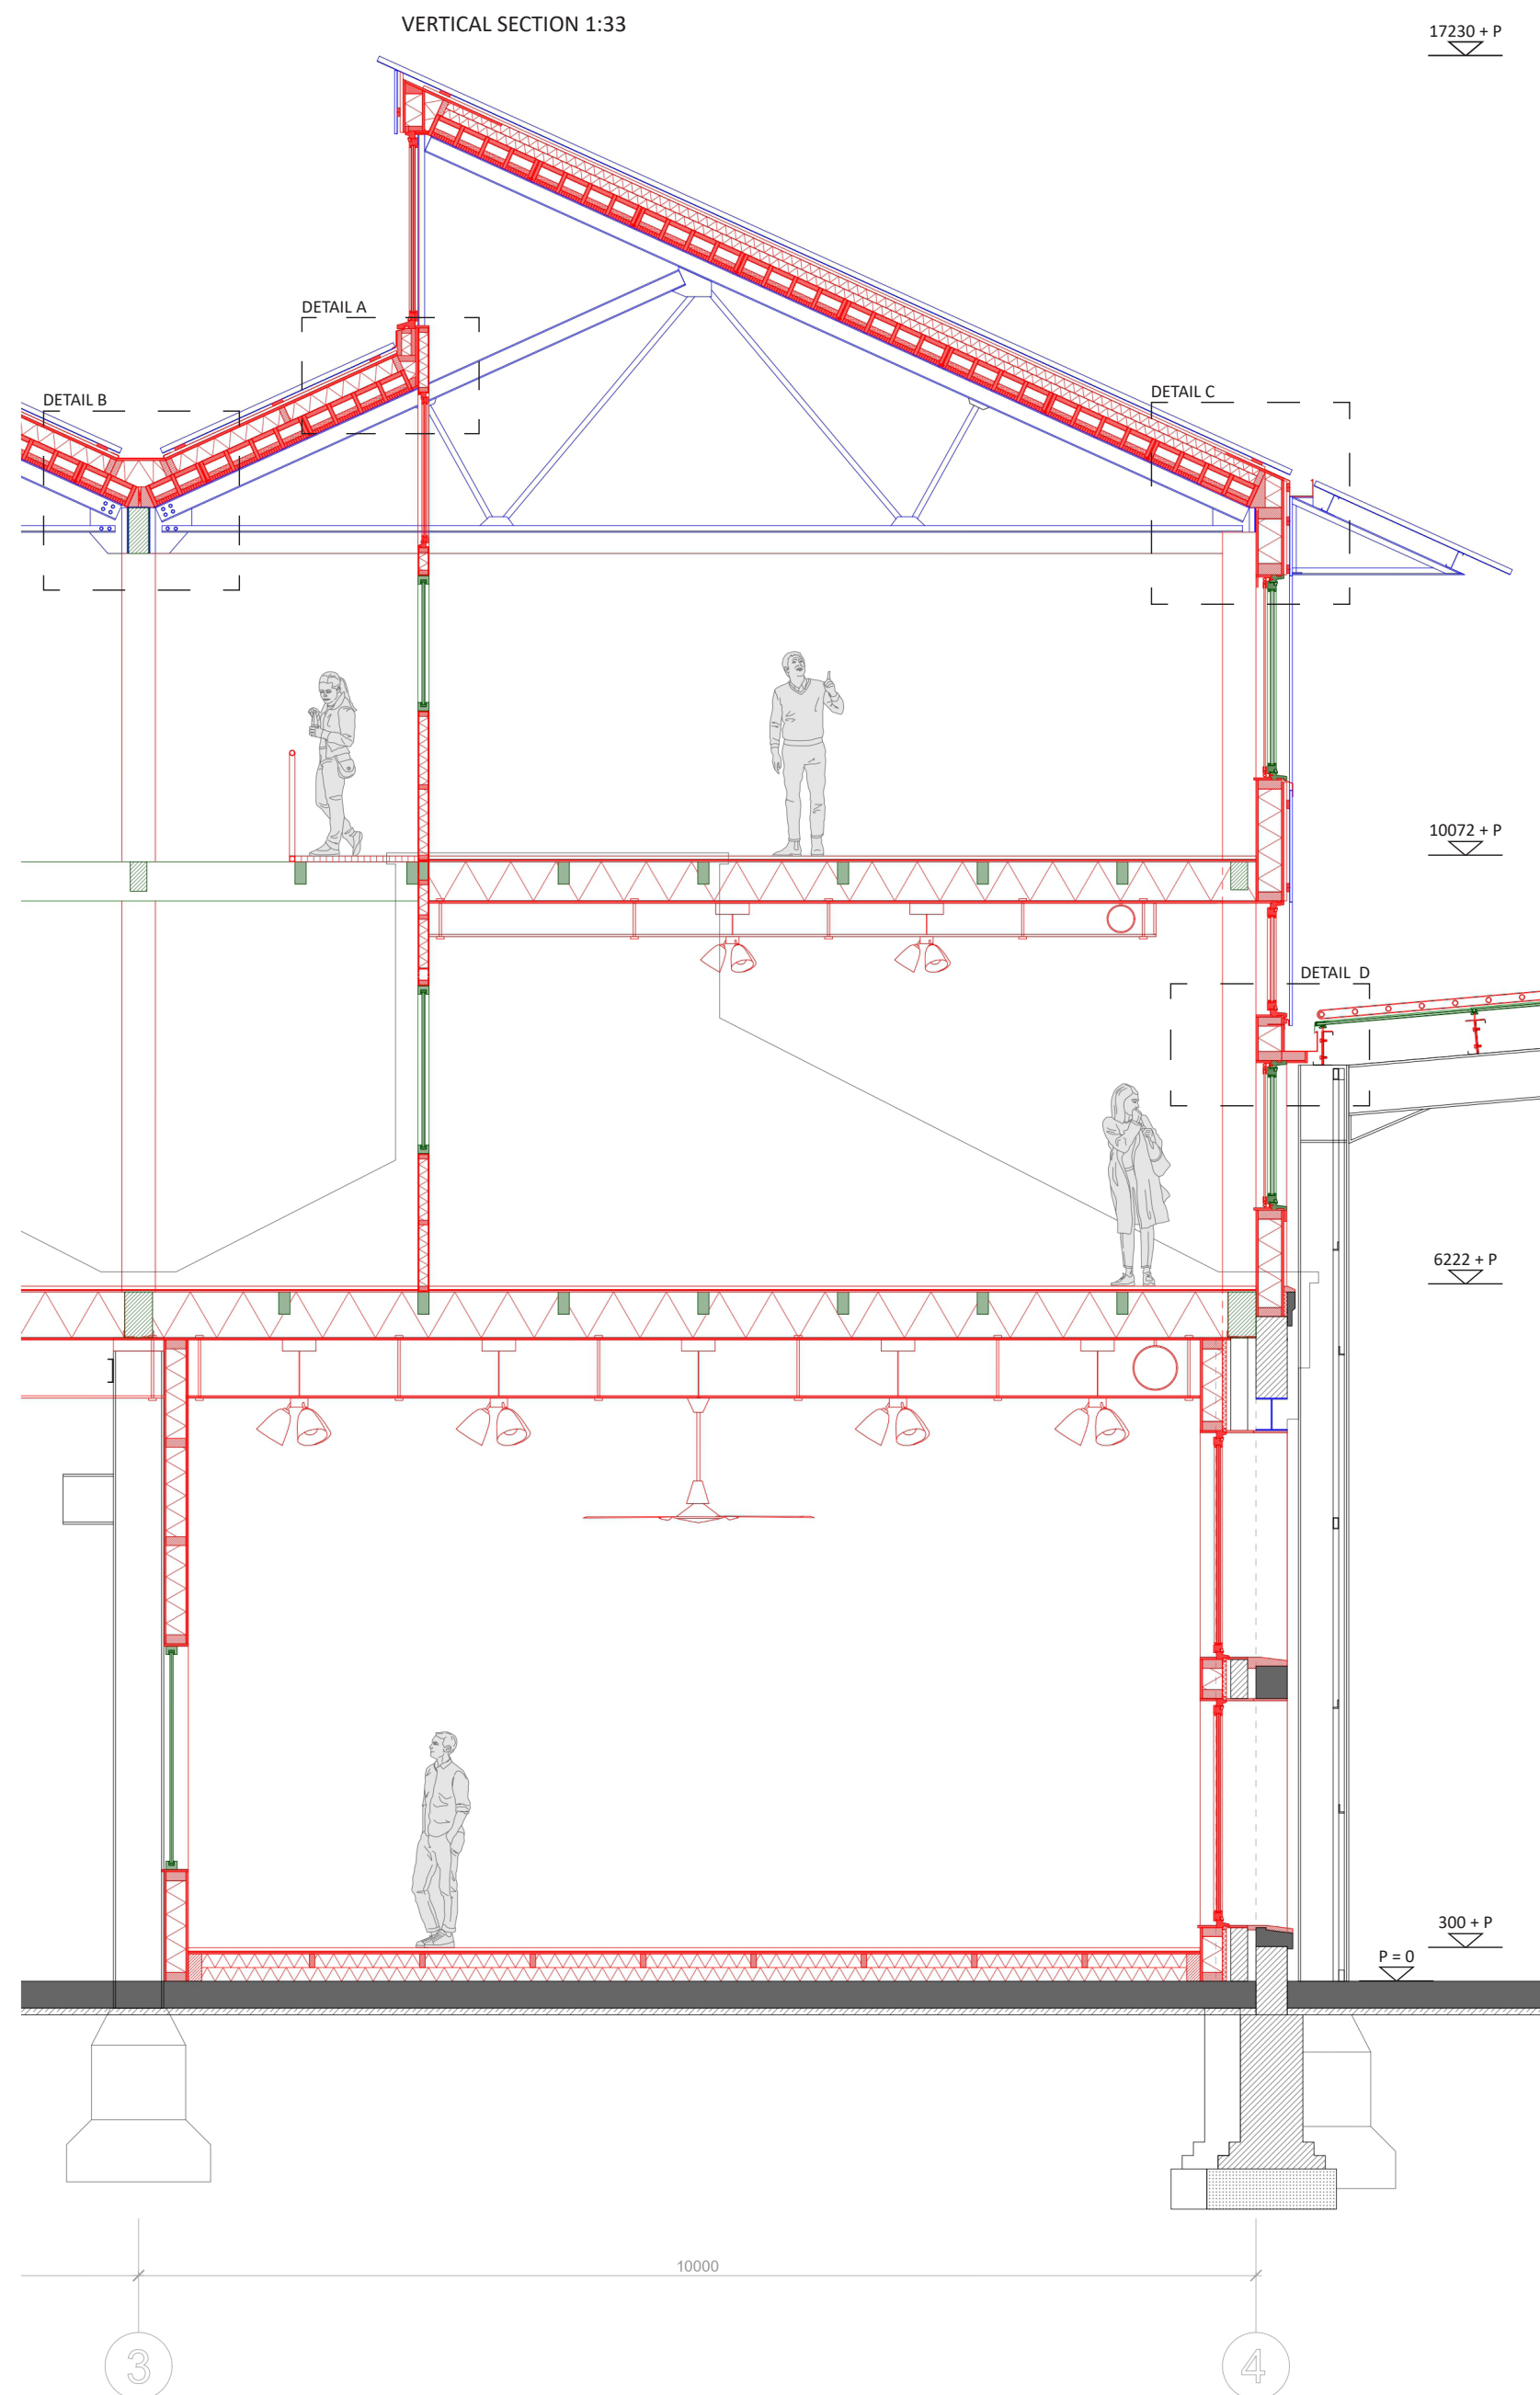 VERTICAL SECTION 1:33
17230 + P
DETAIL A
DETAIL B
DETAIL C
10072 + P
DETAIL D
6222 + P
300 + P
P = 0
10000
3
4